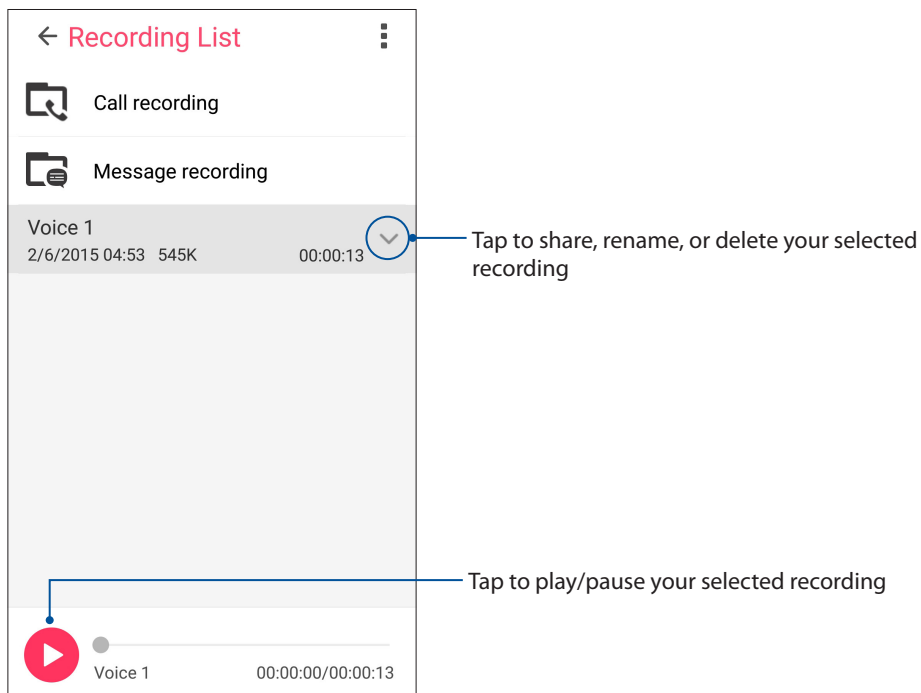 Recording List
Call recording
Message recording
Voice 1
2/6/2015 04:53 545K 00:00:13
Tap to share, rename, or delete your selected
recording
Tap to play/pause your selected recording
Voice 1 00:00:00/00:00:13